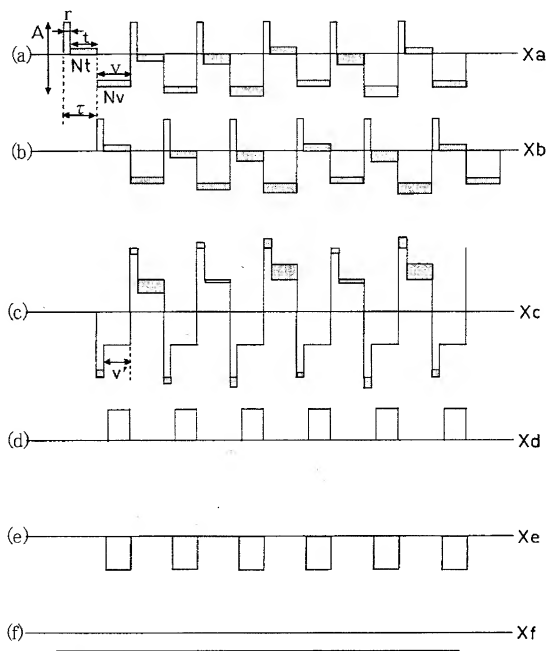 r
A
t
(a)
Nt
v
Xa
Nv
τ
(b)
Xb
(c)
Xc
v'
(d)
Xd
(e)
Xe
(f)
Xf